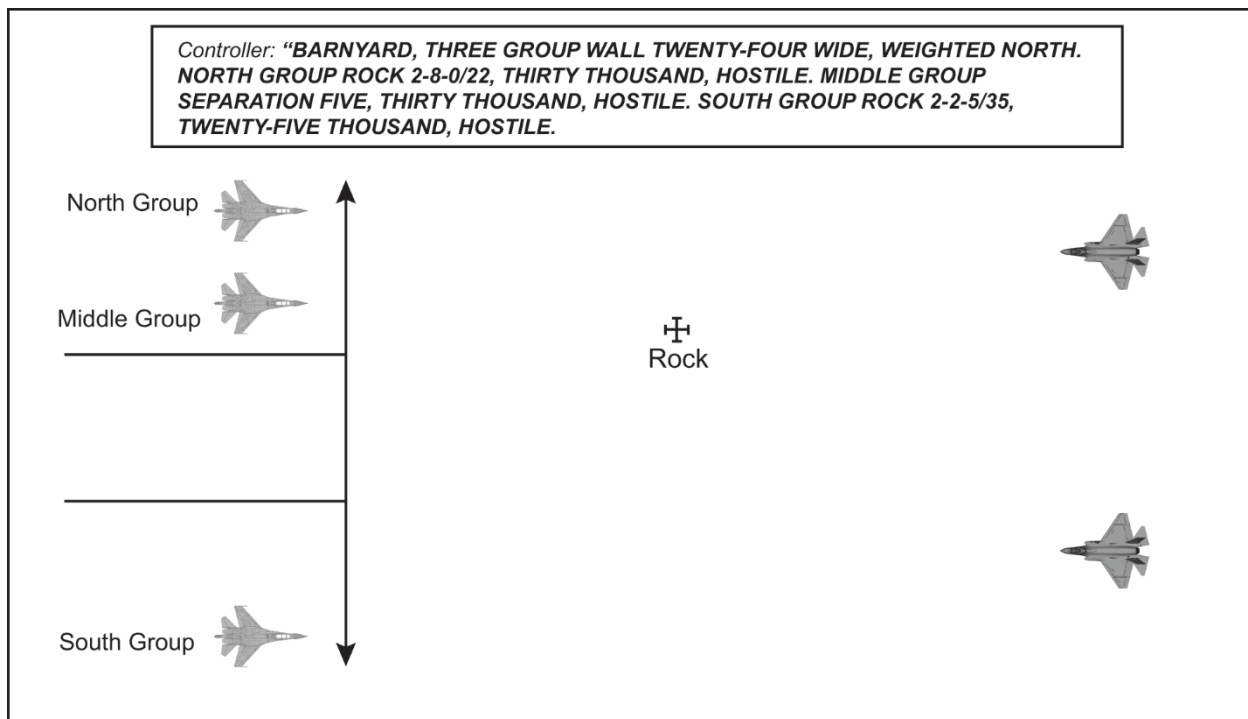 Controller: “BARNYARD, THREE GROUP WALL TWENTY-FOUR WIDE, WEIGHTED NORTH.
NORTH GROUP ROCK 2-8-0/22, THIRTY THOUSAND, HOSTILE. MIDDLE GROUP
SEPARATION FIVE, THIRTY THOUSAND, HOSTILE. SOUTH GROUP ROCK 2-2-5/35,
TWENTY-FIVE THOUSAND, HOSTILE.
North Group
Middle Group
Rock
South Group